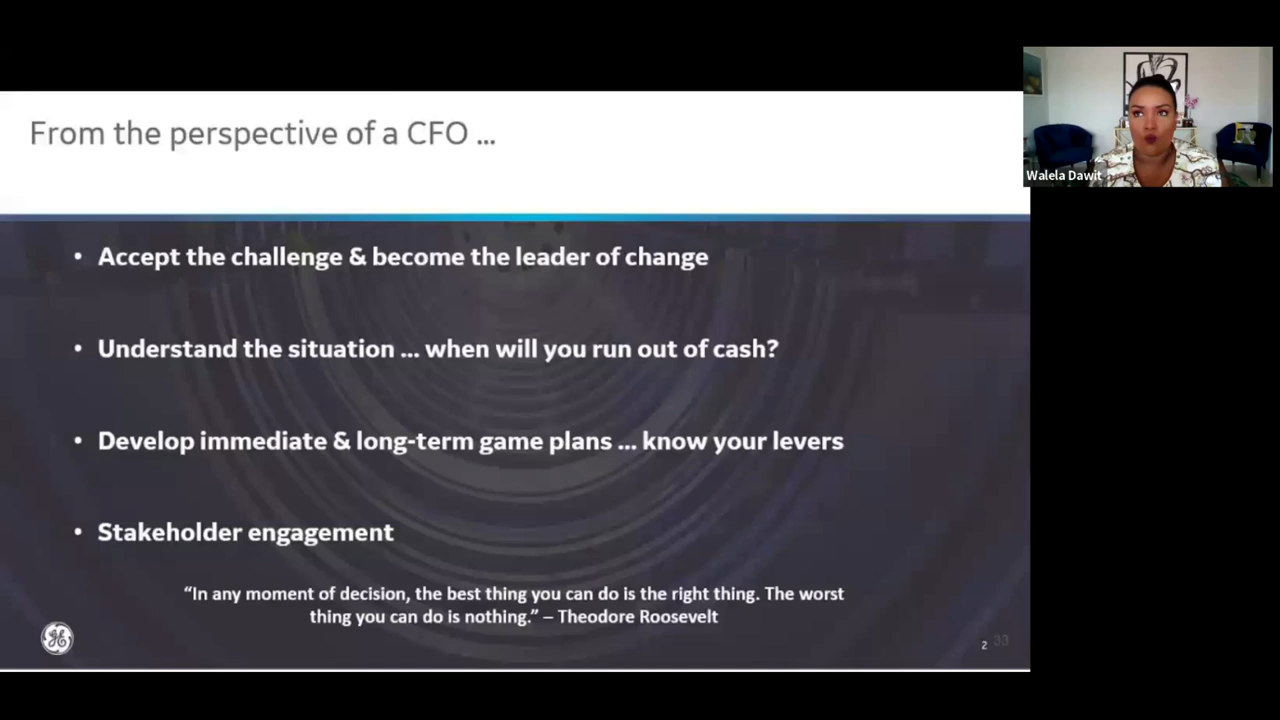 From the perspective of a CFO ...
Walela Dawit
• Accept the challenge & become the leader of change
• Understand the situation ... when will you run out of cash?
• Develop immediate & long-term game plans ... know your levers
• Stakeholder engagement
“In any moment of decision, the best thing you can do is the right thing. The worst
thing you can do is nothing.” – Theodore Roosevelt
2 33